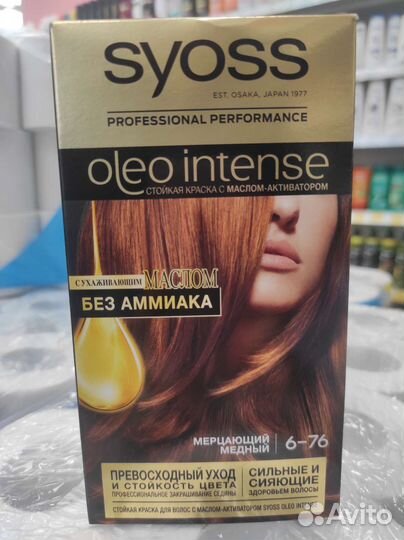 syoss
EST. OSAKA, JAPAN 1977
PROFESSIONAL PERFORMANCE
oleo intense
СТОЙКАЯ КРАСКА С МАСЛОМ-АКТИВАТОРОМ
С УХАЖИВАЮЩИМ МАСЛОМ
БЕЗ АММИАКА
МЕРЦАЮЩИЙ
МЕДНЫЙ 6-76
ПРЕВОСХОДНЫЙ УХОД
И СТОЙКОСТЬ ЦВЕТА
ПРОФЕССИОНАЛЬНОЕ ЗАКРАШИВАНИЕ СЕДИНЫ
СИЛЬНЫЕ И
СИЯЮЩИЕ
ЗДОРОВЬЕМ ВОЛОСЫ
СТОЙКАЯ КРАСКА ДЛЯ ВОЛОС С МАСЛОМ-АКТИВАТОРОМ SYOSS OLEO INTENSE
Avito